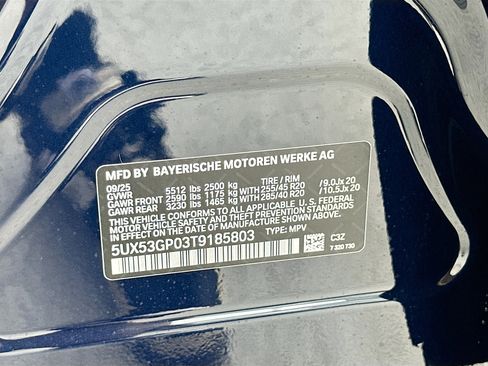 MFD BY BAYERISCHE MOTOREN WERKE AG
09/25 5512 lbs 2500 kg TIRE / RIM
GVWR
GAWR FRONT 2590 lbs 1175 kg WITH 255/45 R20 /9.0Jx 20
GAWR REAR 3230 lbs 1465 kg WITH 285/40 R20 /10.5Jx 20
THIS VEHICLE CONFORMS TO ALL APPLICABLE U.S. FEDERAL
MOTOR VEHICLE SAFETY STANDARDS IN EFFECT ON THE
DATE OF MANUFACTURE SHOWN ABOVE.
5UX53GP03T9185803 TYPE: MPV C3Z
7 320 730